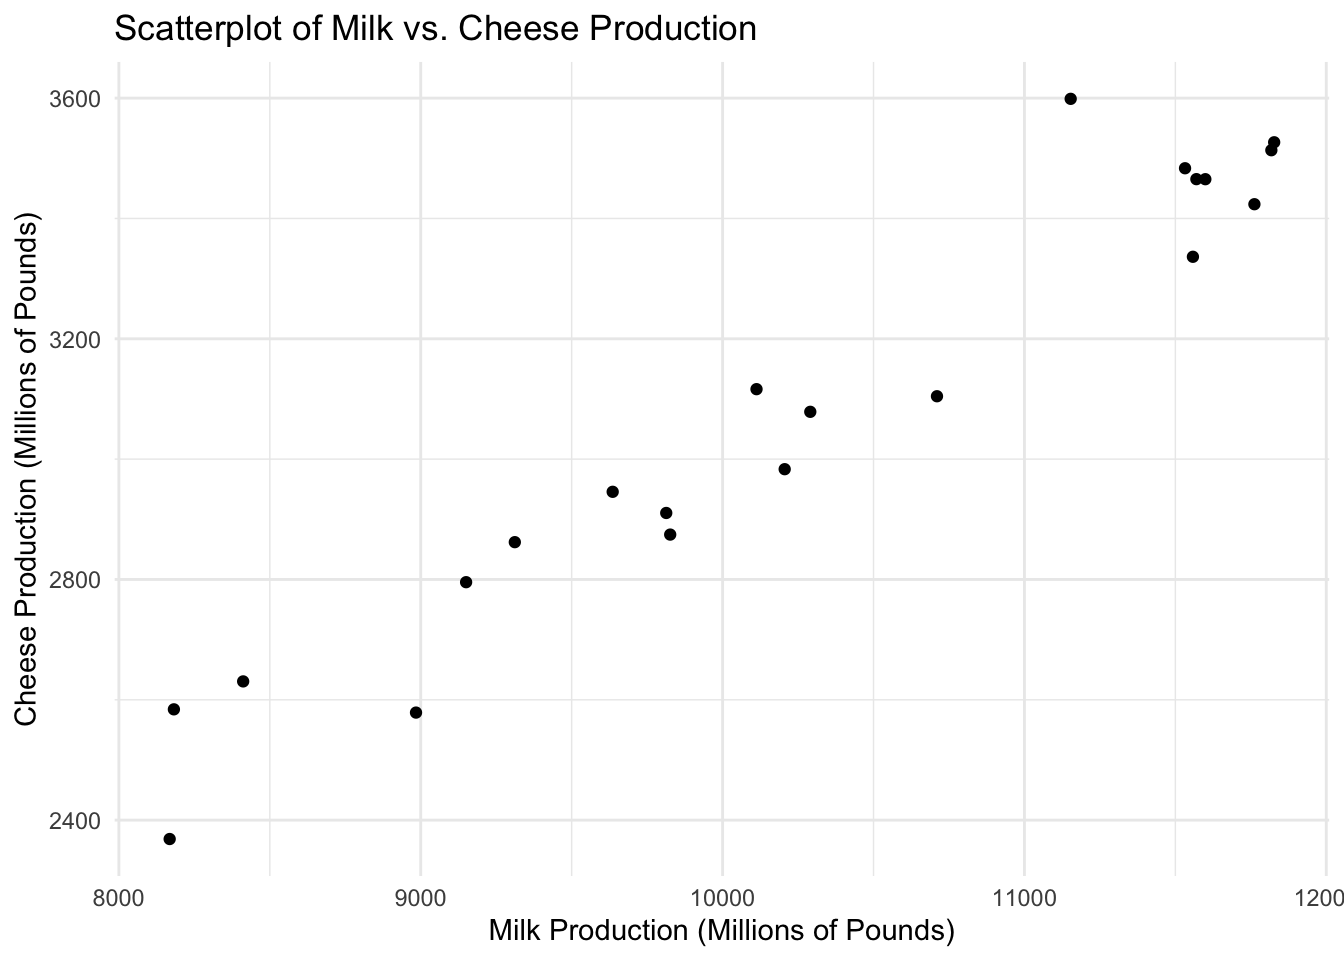 Scatterplot of Milk vs. Cheese Production
Cheese Production (Millions of Pounds)
3600
3200
2800
2400
8000 9000 10000 11000 1200
Milk Production (Millions of Pounds)